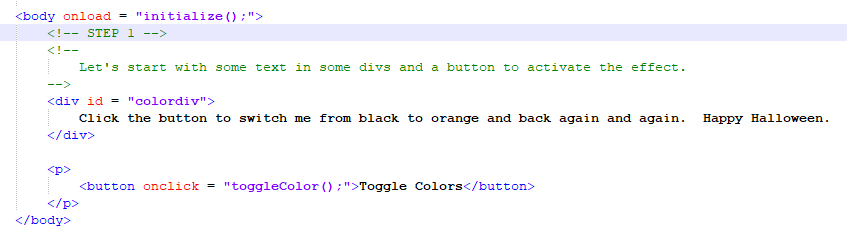 <body onload = "initialize();">
<!-- STEP 1 -->
<!--
Let's start with some text in some divs and a button to activate the effect.
-->
<div id = "colordiv">
Click the button to switch me from black to orange and back again and again.  Happy Halloween.
</div>
<p>
<button onclick = "toggleColor();">Toggle Colors</button>
</p>
</body>